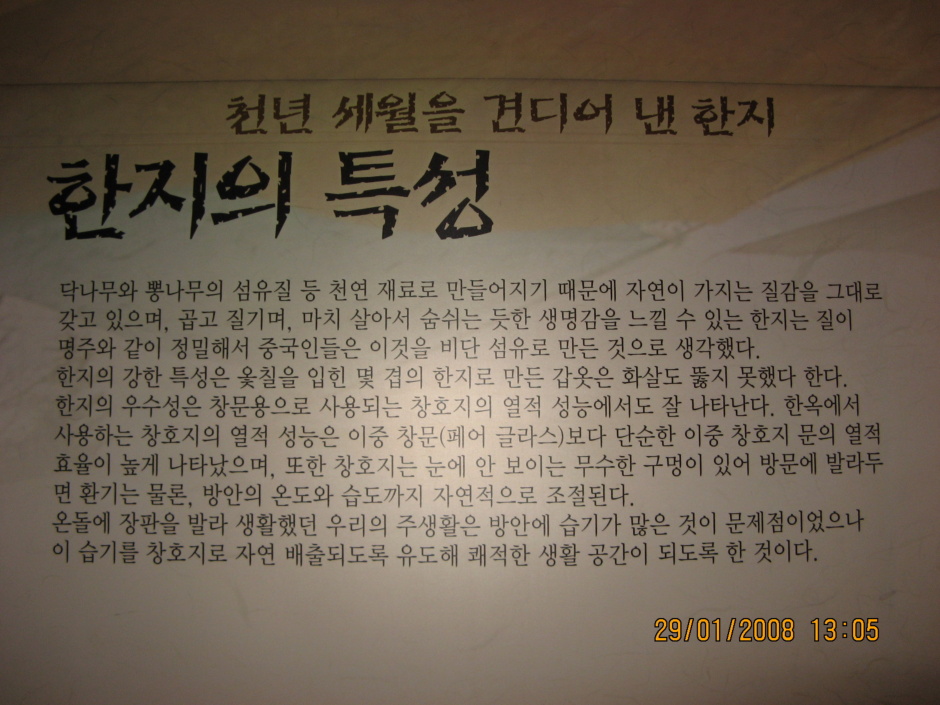 천년 세월을 견디어 낸 한지
한지의 특성
닥나무와 뽕나무의 섬유질 등 천연 재료로 만들어지기 때문에 자연이 가지는 질감을 그대로
갖고 있으며, 곱고 질기며, 마치 살아서 숨쉬는 듯한 생명감을 느낄 수 있는 한지는 질이
명주와 같이 정밀해서 중국인들은 이것을 비단 섬유로 만든 것으로 생각했다.
한지의 강한 특성은 옻칠을 입힌 몇 겹의 한지로 만든 갑옷은 화살도 뚫지 못했다 한다.
한지의 우수성은 창문용으로 사용되는 창호지의 열적 성능에서도 잘 나타난다. 한옥에서
사용하는 창호지의 열적 성능은 이중 창문(페어 글라스)보다 단순한 이중 창호지 문의 열적
효율이 높게 나타났으며, 또한 창호지는 눈에 안 보이는 무수한 구멍이 있어 방문에 발라두
면 환기는 물론, 방안의 온도와 습도까지 자연적으로 조절된다.
온돌에 장판을 발라 생활했던 우리의 주생활은 방안에 습기가 많은 것이 문제점이었으나
이 습기를 창호지로 자연 배출되도록 유도해 쾌적한 생활 공간이 되도록 한 것이다.
29/01/2008 13:05